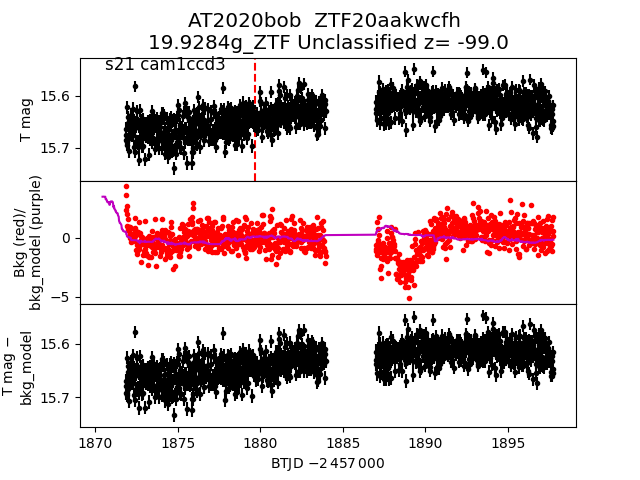 AT2020bob  ZTF20aakwcfh
19.9284g_ZTF Unclassified z= -99.0
s21 cam1ccd3
T mag
15.6
15.7
Bkg (red)/
bkg_model (purple)
0
−5
T mag −
bkg_model
15.6
15.7
1870 1875 1880 1885 1890 1895
BTJD −2 457 000